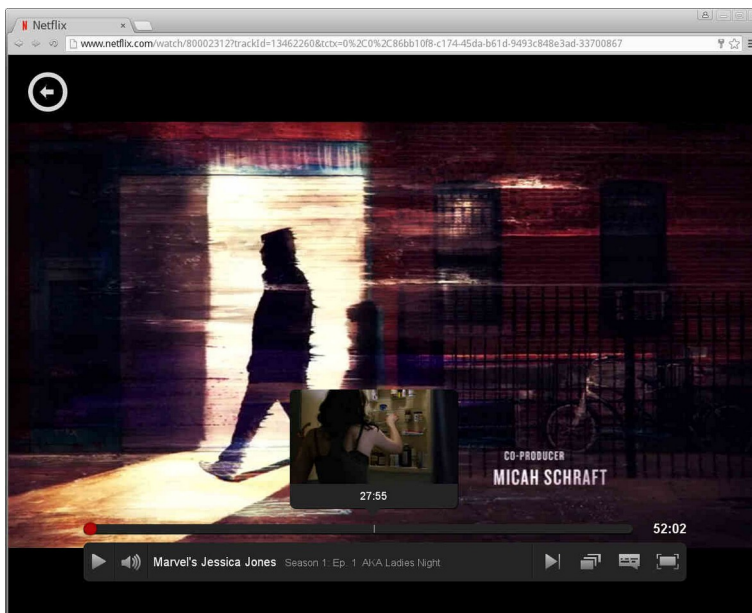 Netflix
www.netflix.com/watch/80002312?trackId=13462260&tctx=0%2C0%2C86bb10f8-c174-45da-b61d-9493c848e3ad-33700867
CO-PRODUCER
MICAH SCHRAFT
27:55
52:02
Marvel's Jessica Jones Season 1: Ep. 1 AKA Ladies Night